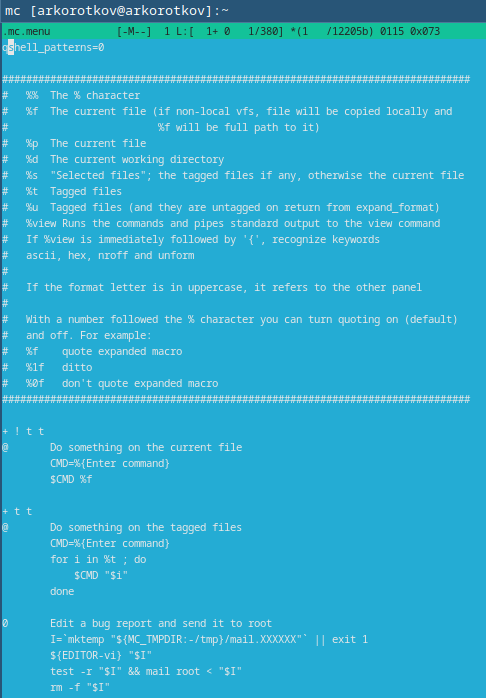 mc [arkorotkov@arkorotkov]:~
.mc.menu [-M--] 1 L:[ 1+ 0 1/380] *(1 /12205b) 0115 0x073
qshell_patterns=0
##############################################################################
# %% The % character
# %f The current file (if non-local vfs, file will be copied locally and
# %f will be full path to it)
# %p The current file
# %d The current working directory
# %s "Selected files"; the tagged files if any, otherwise the current file
# %t Tagged files
# %u Tagged files (and they are untagged on return from expand_format)
# %view Runs the commands and pipes standard output to the view command
# If %view is immediately followed by '{', recognize keywords
# ascii, hex, nroff and unform
#
# If the format letter is in uppercase, it refers to the other panel
#
# With a number followed the % character you can turn quoting on (default)
# and off. For example:
# %f quote expanded macro
# %1f ditto
# %0f don't quote expanded macro
##############################################################################
+ ! t t
@ Do something on the current file
CMD=%{Enter command}
$CMD %f
+ t t
@ Do something on the tagged files
CMD=%{Enter command}
for i in %t ; do
$CMD "$i"
done
0 Edit a bug report and send it to root
I=`mktemp "${MC_TMPDIR:-/tmp}/mail.XXXXXX"` || exit 1
${EDITOR-vi} "$I"
test -r "$I" && mail root < "$I"
rm -f "$I"